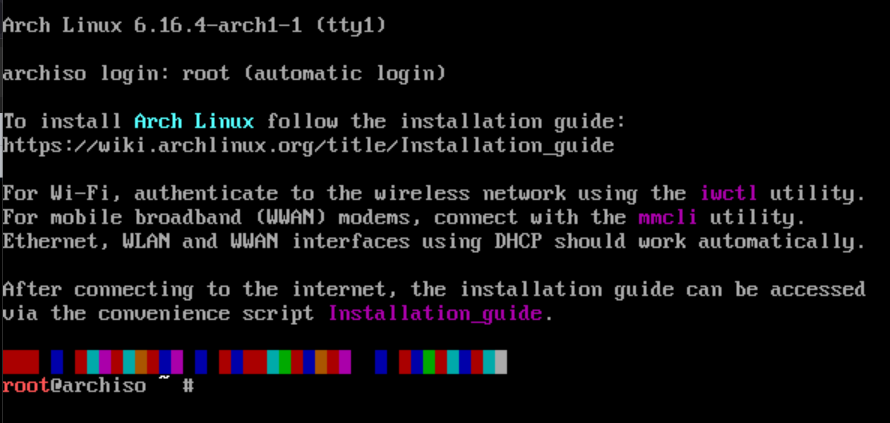 Arch Linux 6.16.4-arch1-1 (tty1)
archiso login: root (automatic login)
To install Arch Linux follow the installation guide:
https://wiki.archlinux.org/title/Installation_guide
For Wi-Fi, authenticate to the wireless network using the iwctl utility.
For mobile broadband (WWAN) modems, connect with the mmcli utility.
Ethernet, WLAN and WWAN interfaces using DHCP should work automatically.
After connecting to the internet, the installation guide can be accessed
via the convenience script Installation_guide.
root@archiso ~ #